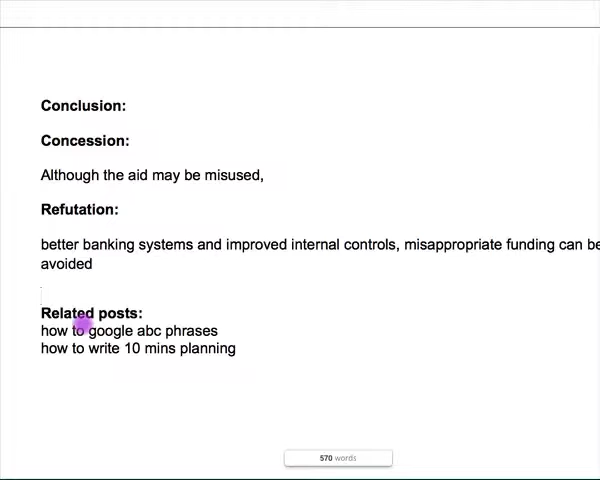 Conclusion:
Concession:
Although the aid may be misused,
Refutation:
better banking systems and improved internal controls, misappropriate funding can be
avoided
Related posts:
how to google abc phrases
how to write 10 mins planning
570 words